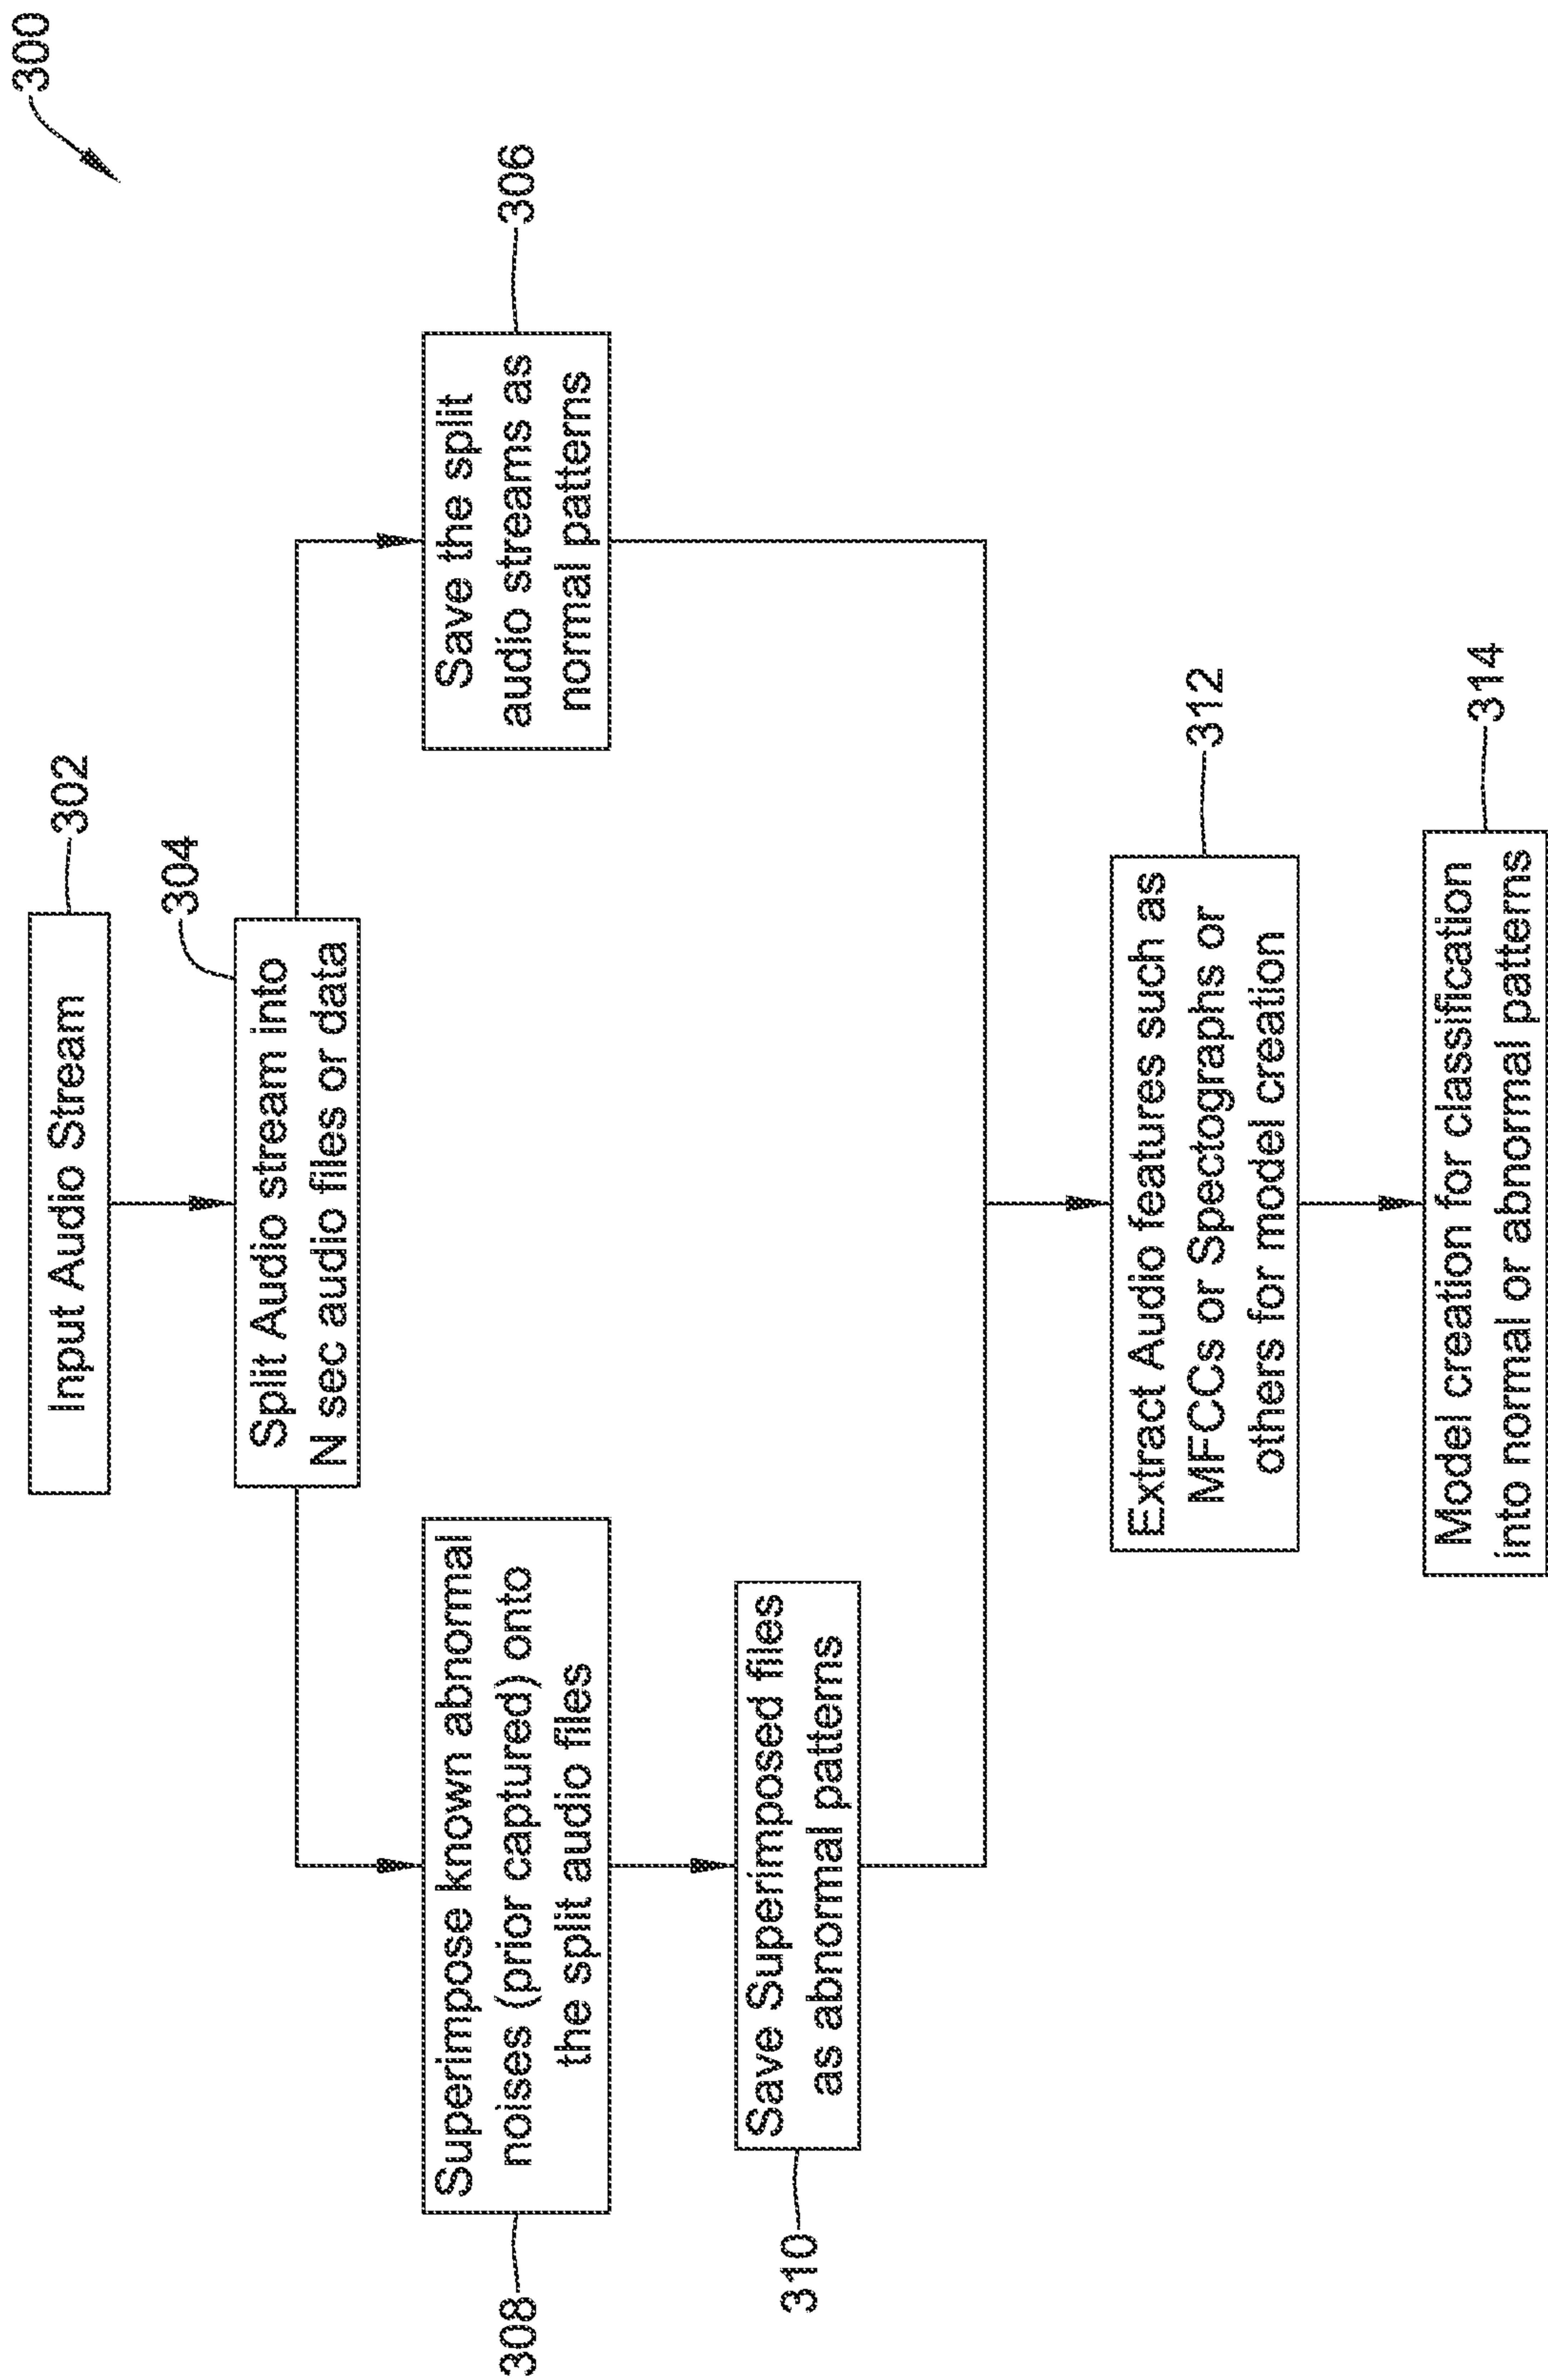 300
Input Audio Stream
302
304
Split Audio stream into
N sec audio files or data
Superimpose known abnormal
noises (prior captured) onto
the split audio files
308
Save the split
audio streams as
normal patterns
306
Save Superimposed files
as abnormal patterns
310
Extract Audio features such as
MFCCs or Spectographs or
others for model creation
312
Model creation for classification
into normal or abnormal patterns
314